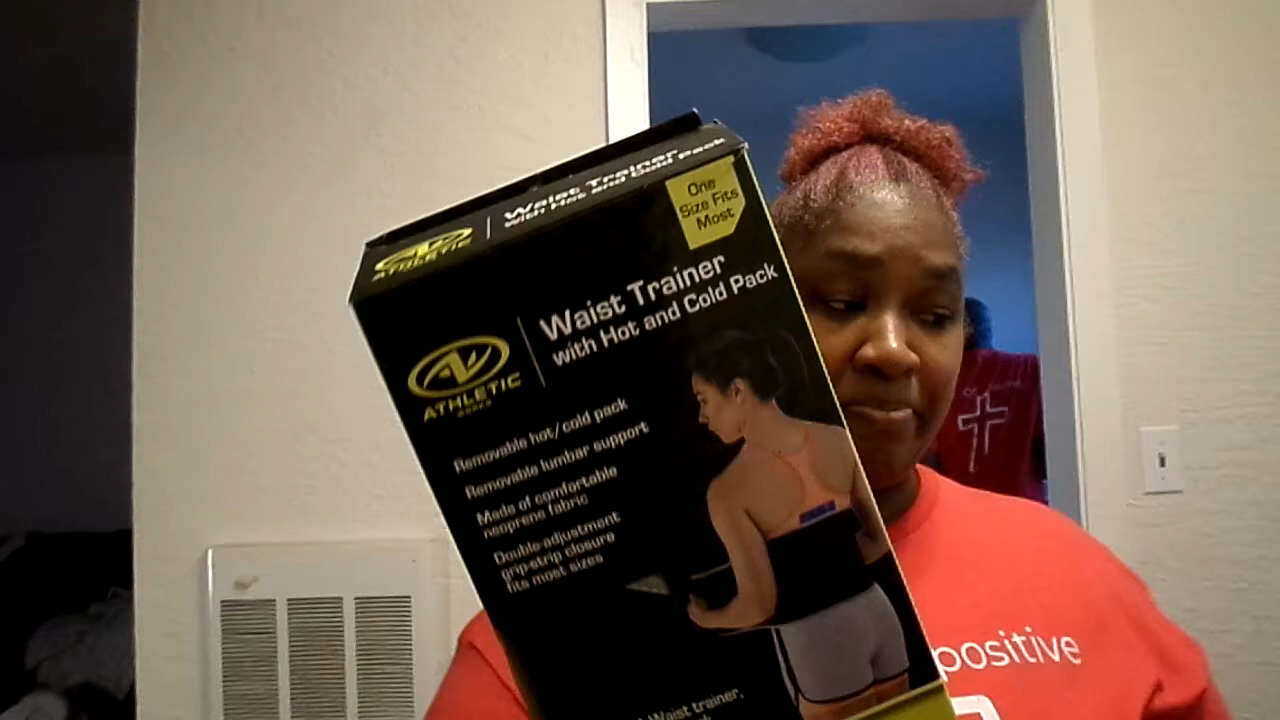 Waist Trainer
with Hot and Cold Pack
ATHLETIC
One
Size Fits
Most
Waist Trainer
with Hot and Cold Pack
ATHLETIC
WORKS
Removable hot/cold pack
Removable lumbar support
Made of comfortable
neoprene fabric
Double-adjustment
grip-strip closure
fits most sizes
Waist trainer,
positive